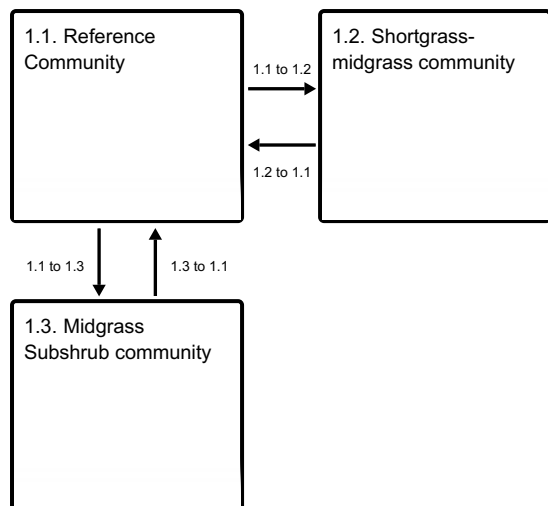 1.1. Reference
Community
1.2. Shortgrass-
midgrass community
1.1 to 1.2
1.2 to 1.1
1.1 to 1.3
1.3 to 1.1
1.3. Midgrass
Subshrub community